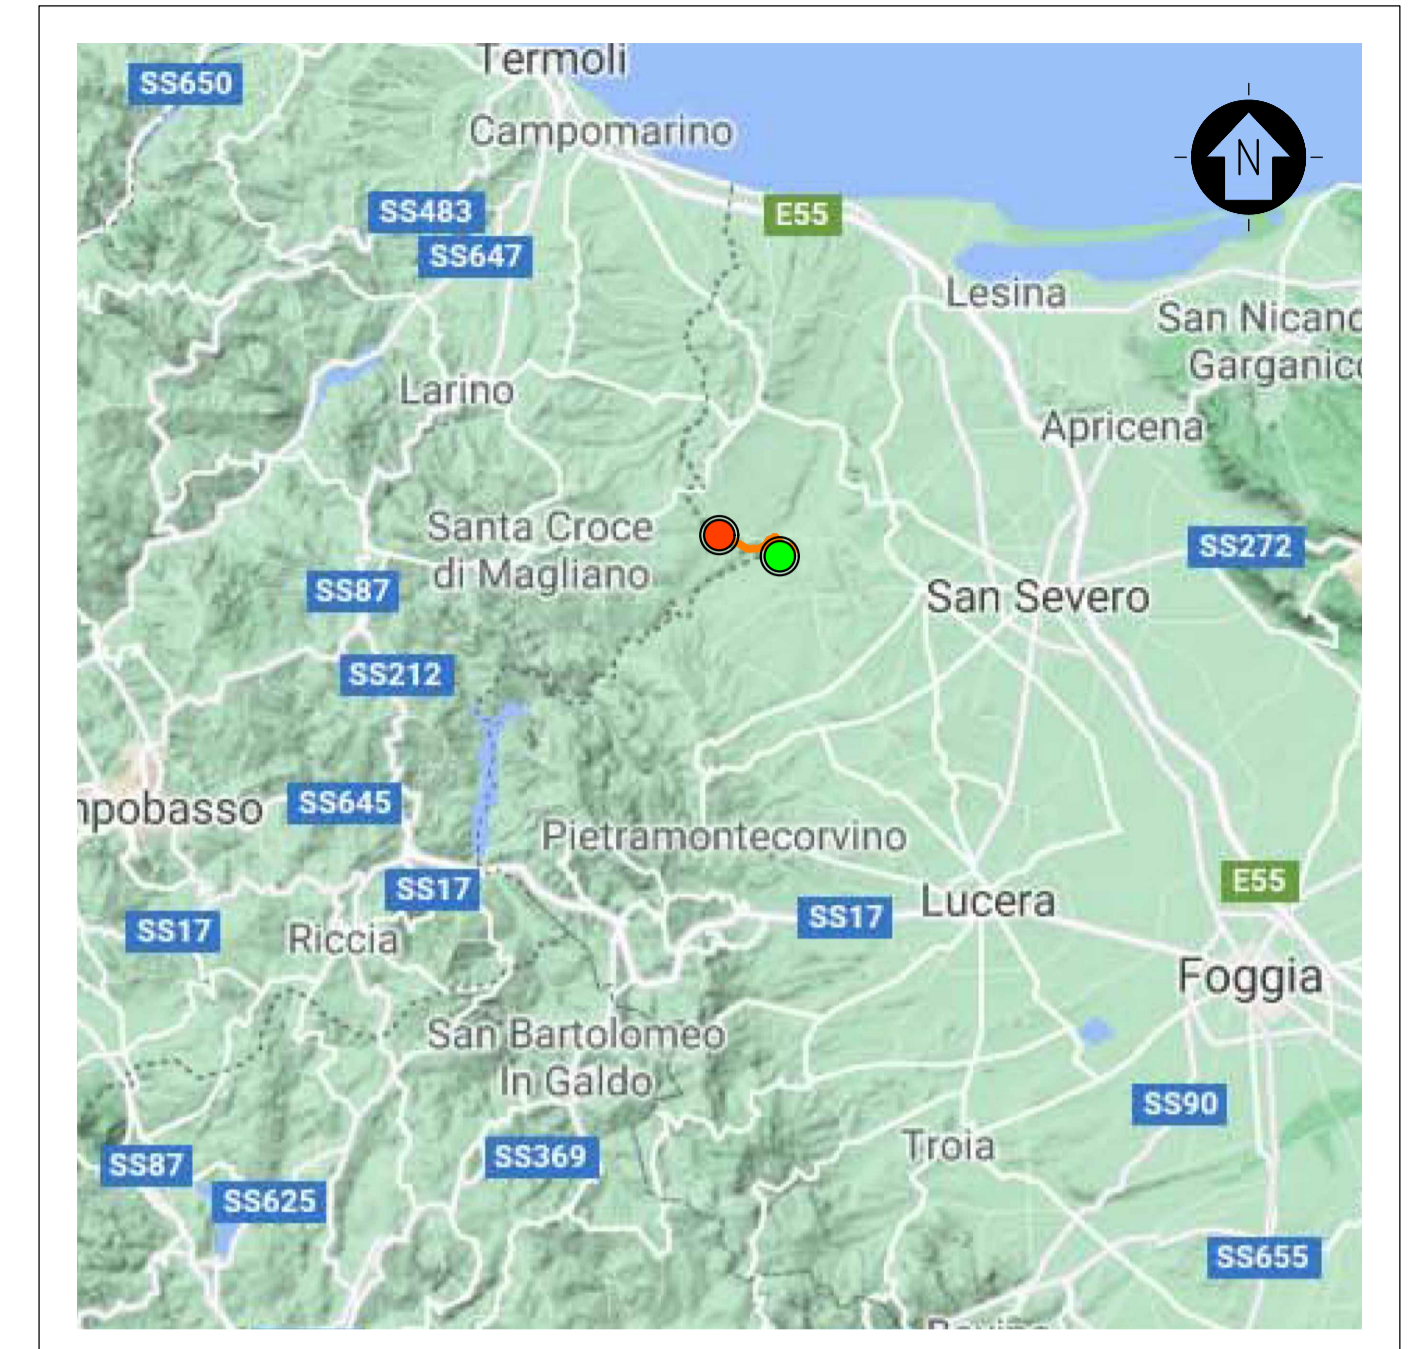 Termoli
SS650
Campomarino
N
SS483
E55
SS647
Lesina
San Nicand
Garganico
Larino
Apricena
Santa Croce
di Magliano
SS272
SS87
San Severo
SS212
mpobasso
SS645
Pietramontecorvino
SS17
E55
SS17
Lucera
SS17
Riccia
Foggia
San Bartolomeo
In Galdo
SS90
Troia
SS369
SS87
SS625
SS655